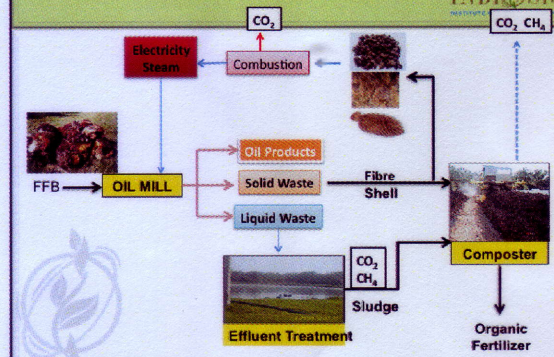 CO₂
CO₂ CH₄
Electricity
Steam
Combustion
Oil Products
FFB
OIL MILL
Solid Waste
Fibre
Shell
Liquid Waste
CO₂
CH₄
Sludge
Composter
Effluent Treatment
Organic
Fertilizer